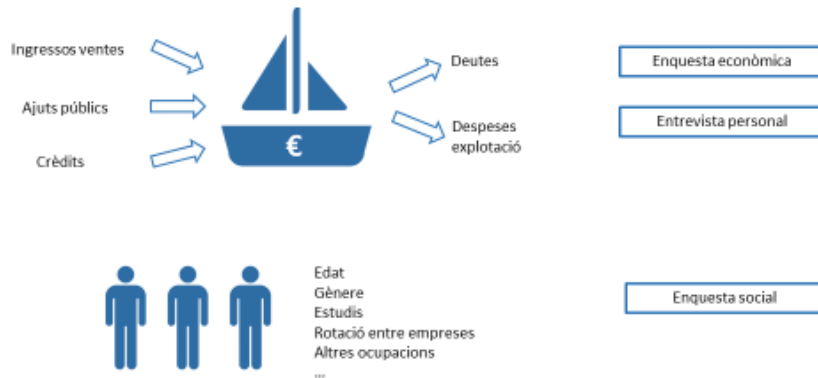 Ingressos ventes
Ajuts públics
Crèdits
€
Deutes
Despeses
explotació
Enquesta econòmica
Entrevista personal
Edat
Gènere
Estudis
Rotació entre empreses
Altres ocupacions
...
Enquesta social